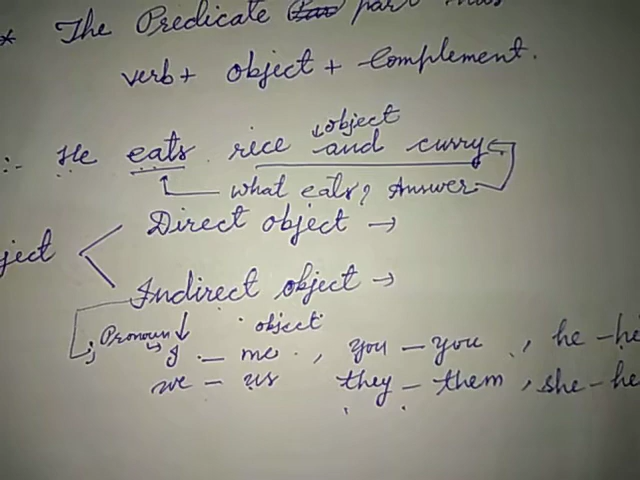 * The Predicate part
verb + object + Complement.
:- He eats rice and curry
object
What eats? Answer
ject
Direct object →
Indirect object →
Pronoun object
I - me, you - you, he - hi
we - us they - them, she - he